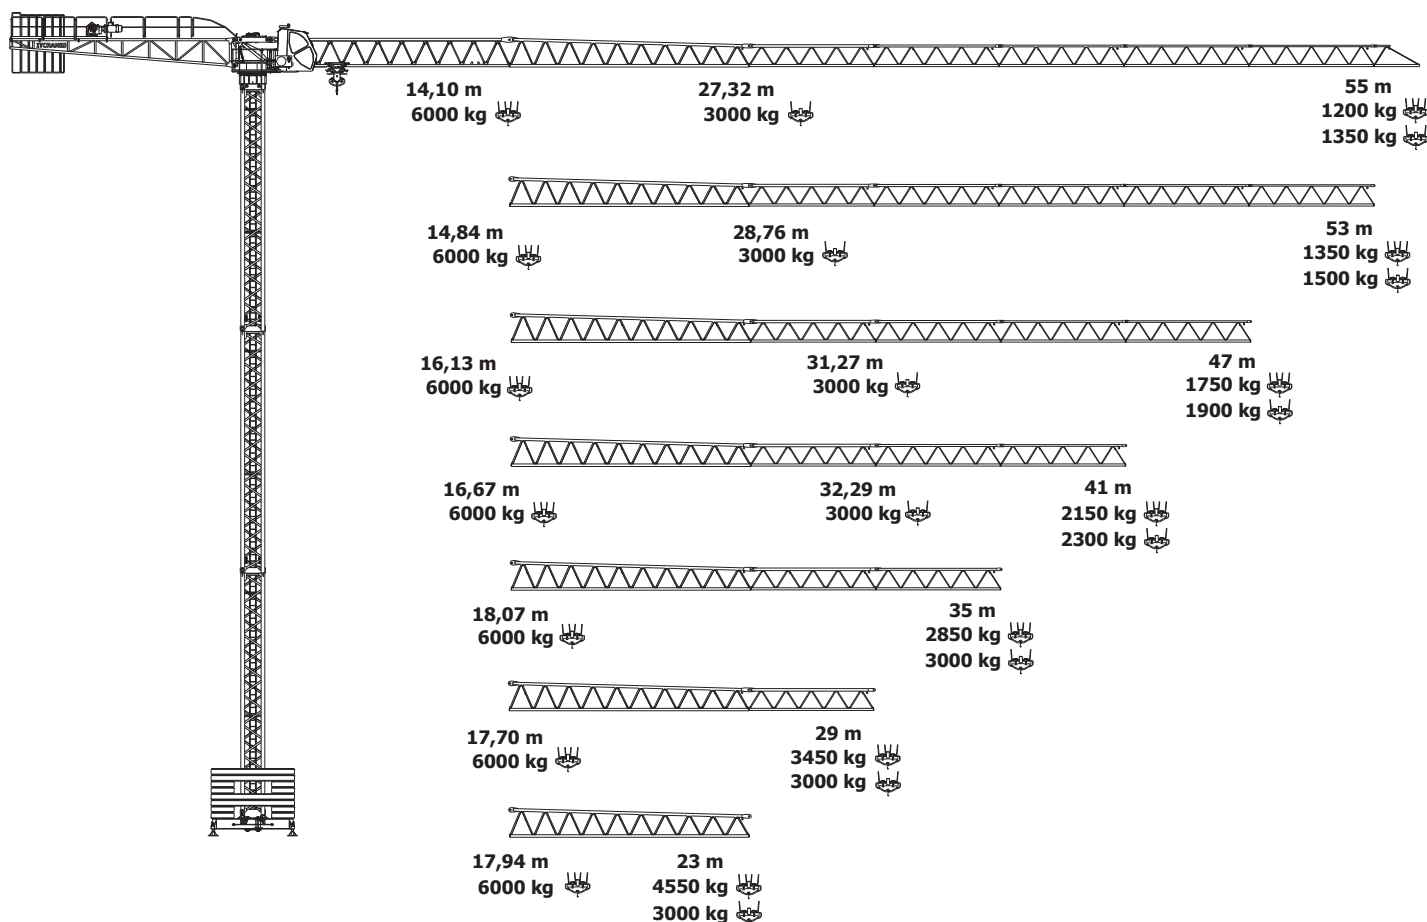 JYCRANES
14,10 m
6000 kg
27,32 m
3000 kg
55 m
1200 kg
1350 kg
14,84 m
6000 kg
28,76 m
3000 kg
53 m
1350 kg
1500 kg
16,13 m
6000 kg
31,27 m
3000 kg
47 m
1750 kg
1900 kg
16,67 m
6000 kg
32,29 m
3000 kg
41 m
2150 kg
2300 kg
18,07 m
6000 kg
35 m
2850 kg
3000 kg
17,70 m
6000 kg
29 m
3450 kg
3000 kg
17,94 m
6000 kg
23 m
4550 kg
3000 kg